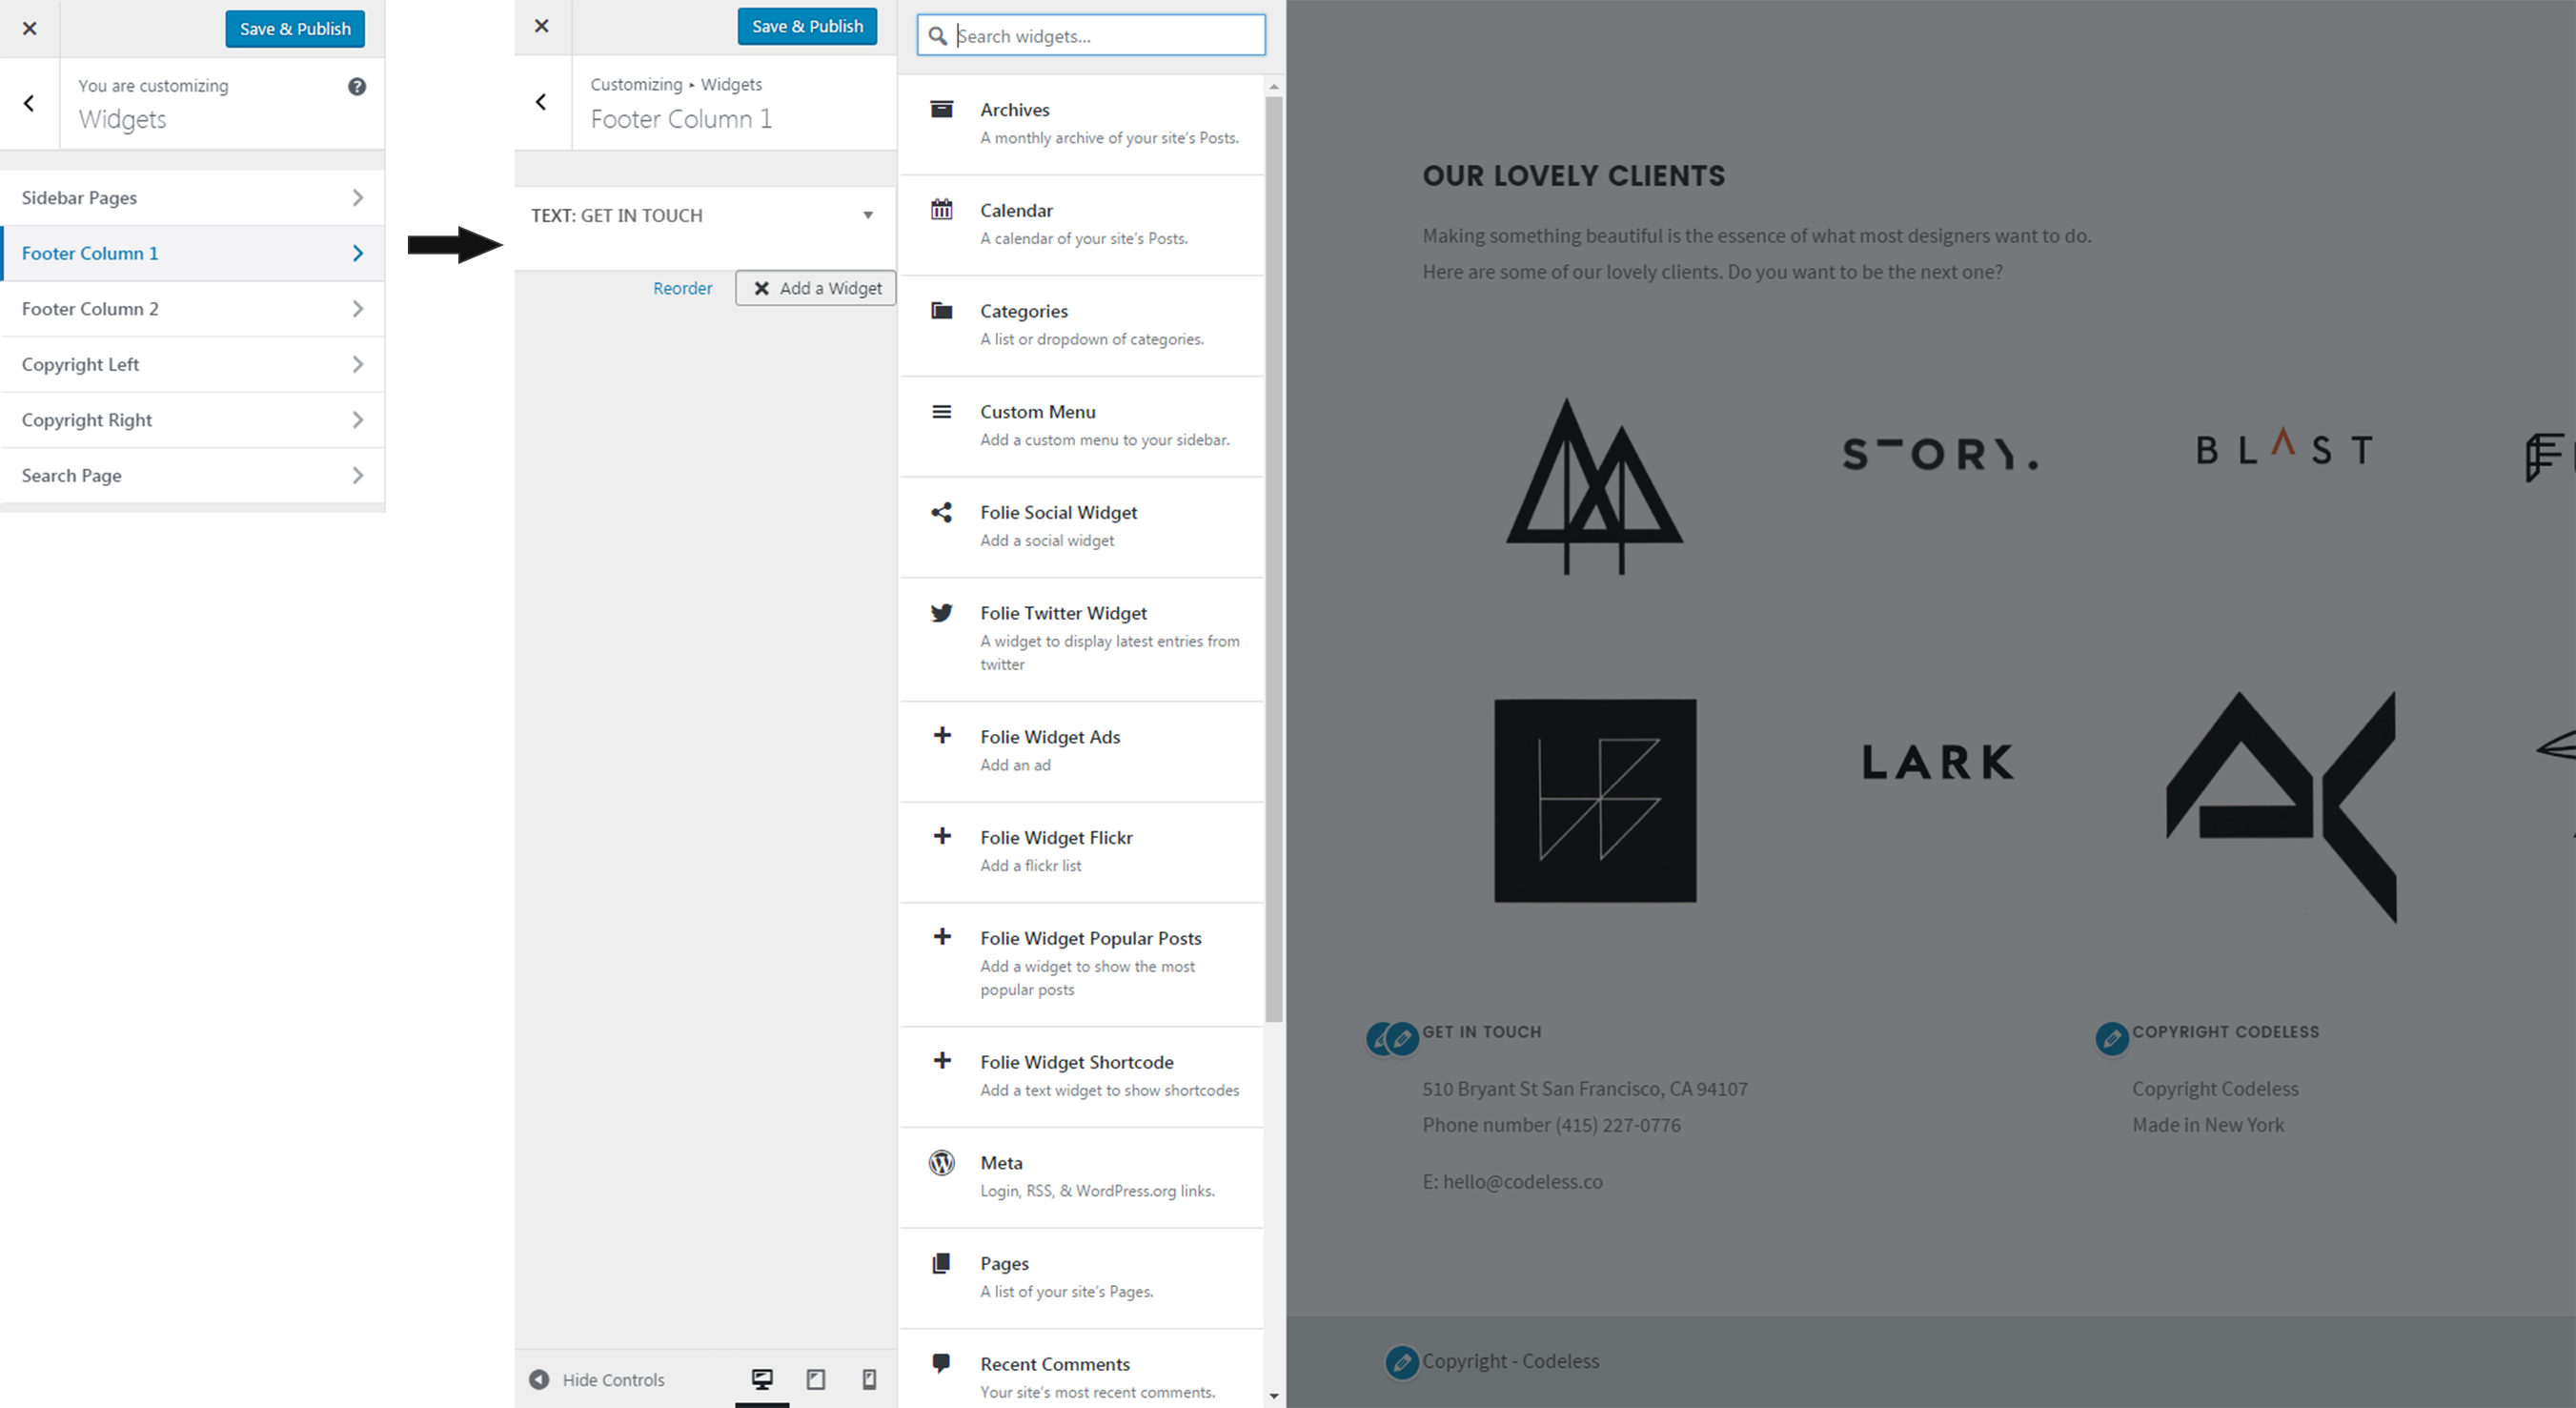 Save & Publish
You are customizing
Widgets
Sidebar Pages
Footer Column 1
Footer Column 2
Copyright Left
Copyright Right
Search Page
Save & Publish
Customizing ▸ Widgets
Footer Column 1
TEXT: GET IN TOUCH
Reorder
Add a Widget
Hide Controls
Search widgets...
Archives
A monthly archive of your site's Posts.
Calendar
A calendar of your site's Posts.
Categories
A list or dropdown of categories.
Custom Menu
Add a custom menu to your sidebar.
Folie Social Widget
Add a social widget
Folie Twitter Widget
A widget to display latest entries from
twitter
Folie Widget Ads
Add an ad
Folie Widget Flickr
Add a flickr list
Folie Widget Popular Posts
Add a widget to show the most
popular posts
Folie Widget Shortcode
Add a text widget to show shortcodes
Meta
Login, RSS, & WordPress.org links.
Pages
A list of your site's Pages.
Recent Comments
Your site's most recent comments.
OUR LOVELY CLIENTS
Making something beautiful is the essence of what most designers want to do.
Here are some of our lovely clients. Do you want to be the next one?
STORY.
BLAST
LARK
GET IN TOUCH
510 Bryant St San Francisco, CA 94107
Phone number (415) 227-0776
E: hello@codeless.co
COPYRIGHT CODELESS
Copyright Codeless
Made in New York
Copyright - Codeless